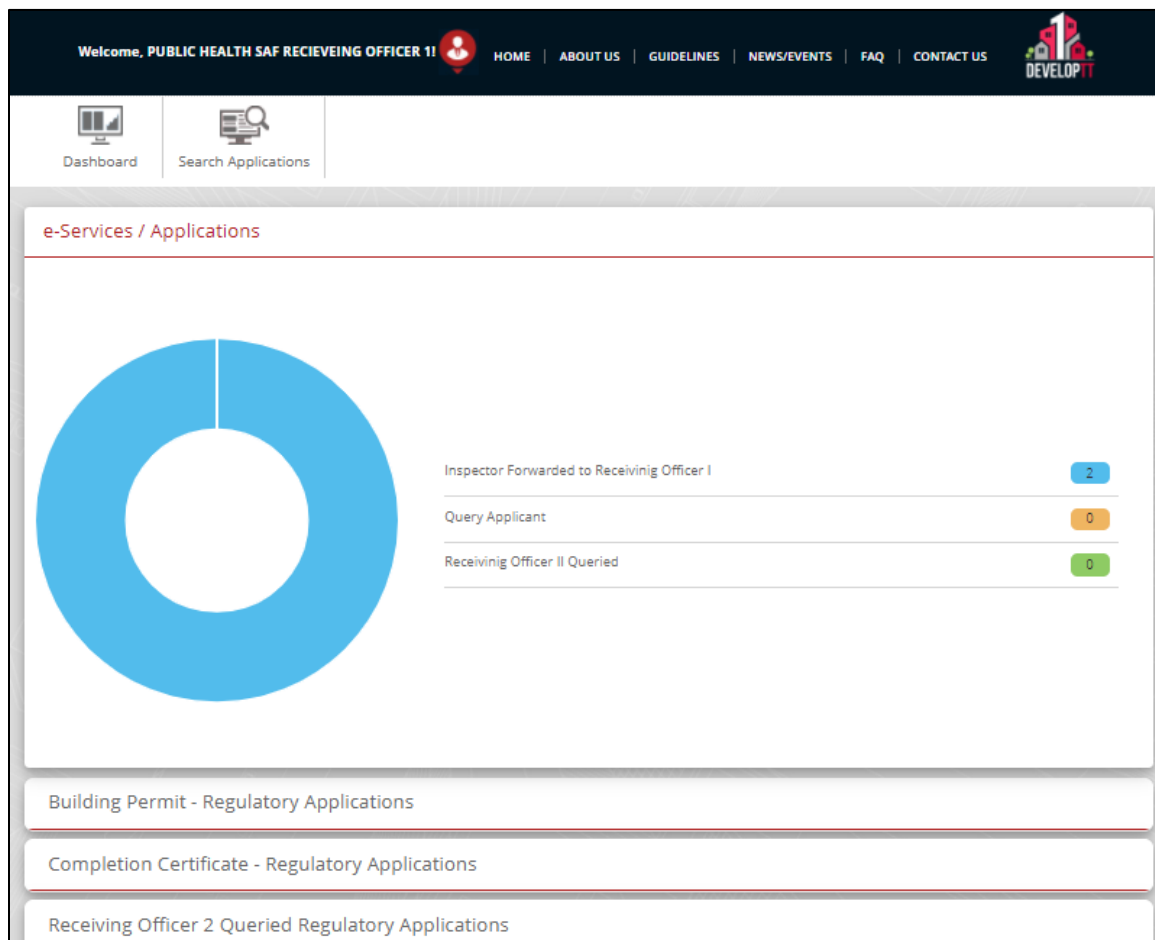 Welcome, PUBLIC HEALTH SAF RECIEVEING OFFICER 1!
HOME | ABOUT US | GUIDELINES | NEWS/EVENTS | FAQ | CONTACT US
DEVELOPTT
Dashboard
Search Applications
e-Services / Applications
Inspector Forwarded to Receivinig Officer I 2
Query Applicant 0
Receivinig Officer II Queried 0
Building Permit - Regulatory Applications
Completion Certificate - Regulatory Applications
Receiving Officer 2 Queried Regulatory Applications